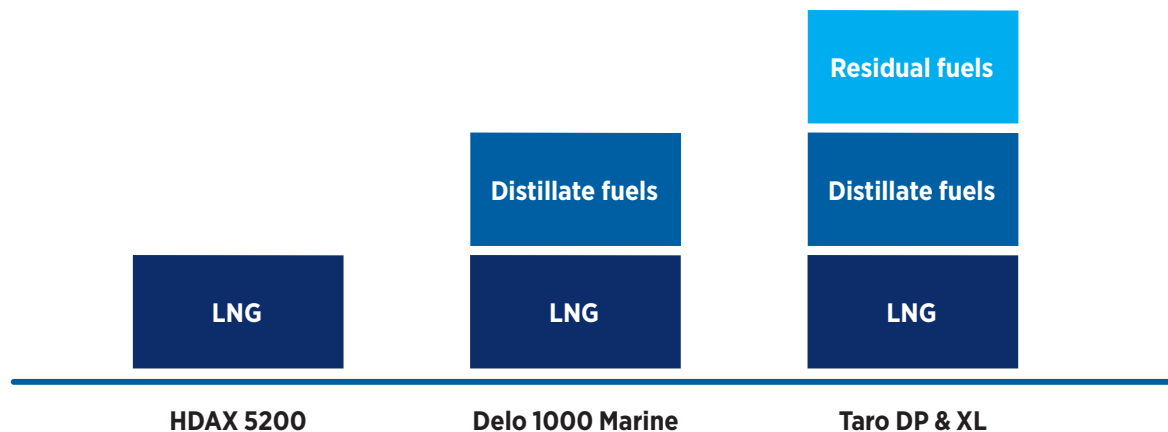 Residual fuels
Distillate fuels
Distillate fuels
LNG
LNG
LNG
HDAX 5200
Delo 1000 Marine
Taro DP & XL